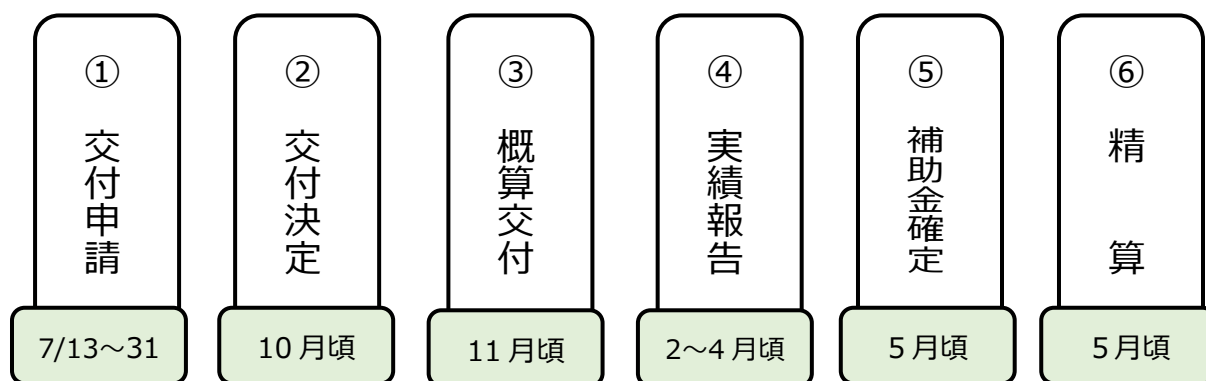 ①
交付申請
7/13～31
②
交付決定
10月頃
③
概算交付
11月頃
④
実績報告
2～4月頃
⑤
補助金確定
5月頃
⑥
精算
5月頃